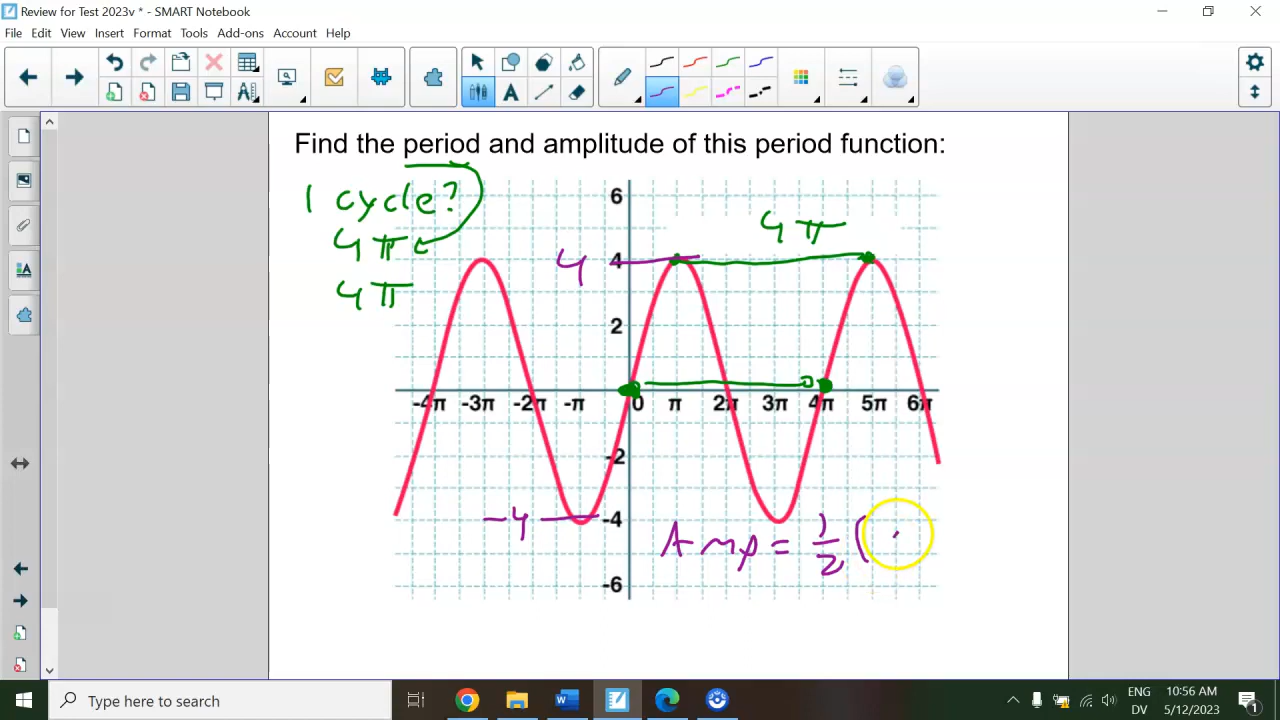 Review for Test 2023v * - SMART Notebook
File Edit View Insert Format Tools Add-ons Account Help
Find the period and amplitude of this period function:
1 cycle?
4π
4π
4π
6
4
4
2
-4π -3π -2π -π 0 π 2π 3π 4π 5π 6π
-2
-4
-4
-6
Amp = 1/2 (
Type here to search
ENG
DV
10:56 AM
5/12/2023
1